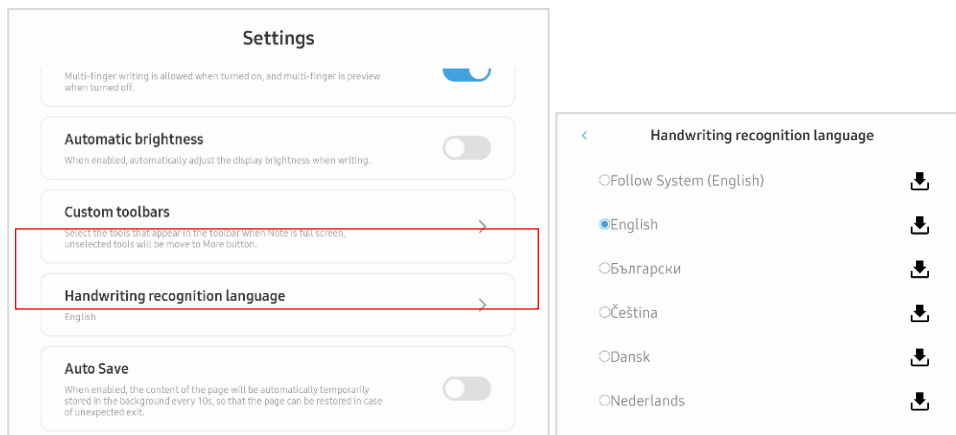 Settings
Multi-finger writing is allowed when turned on, and multi-finger is preview
when turned off.
Automatic brightness
When enabled, automatically adjust the display brightness when writing.
Custom toolbars
Select the tools that appear in the toolbar when Note is full screen,
unselected tools will be move to More button.
Handwriting recognition language
English
Auto Save
When enabled, the content of the page will be automatically temporarily
stored in the background every 10s, so that the page can be restored in case
of unexpected exit.
Handwriting recognition language
Follow System (English)
English
Български
Čeština
Dansk
Nederlands